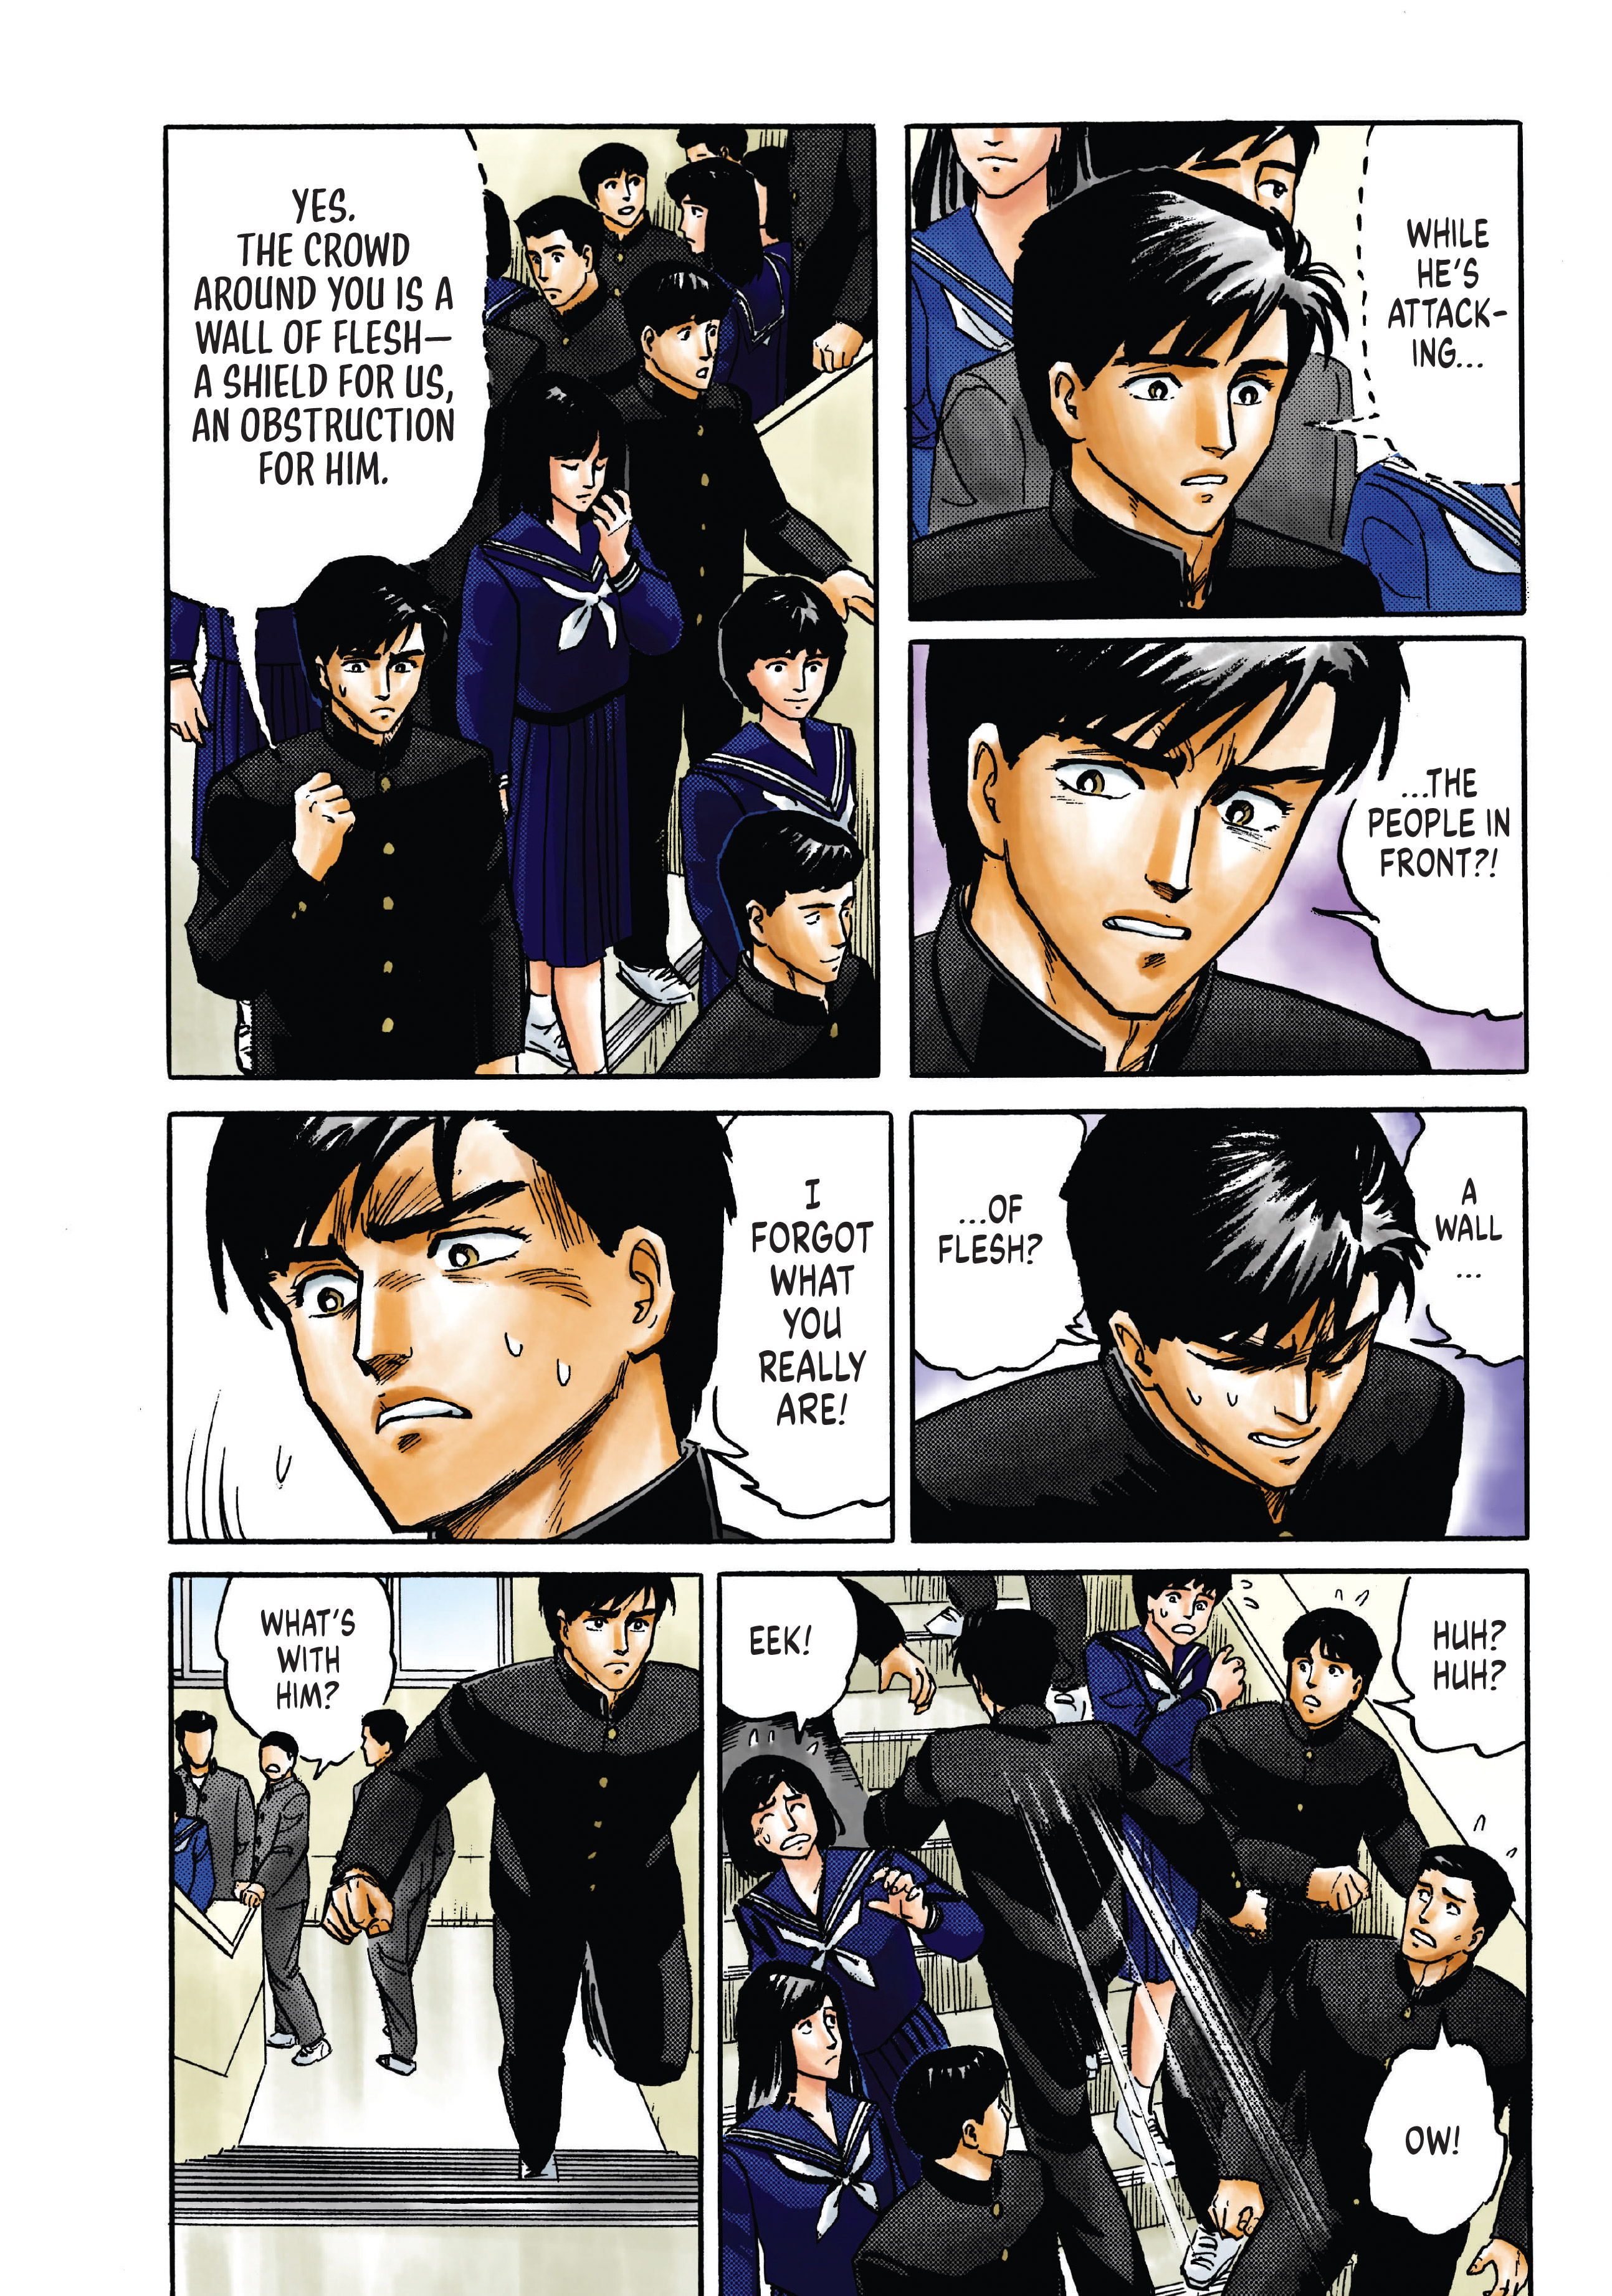 WHILE
HE'S
ATTACK-
ING...
...THE
PEOPLE IN
FRONT?!
YES.
THE CROWD
AROUND YOU IS A
WALL OF FLESH—
A SHIELD FOR US,
AN OBSTRUCTION
FOR HIM.
A
WALL
...
...OF
FLESH?
I
FORGOT
WHAT
YOU
REALLY
ARE!
HUH?
HUH?
EEK!
OW!
WHAT'S
WITH
HIM?